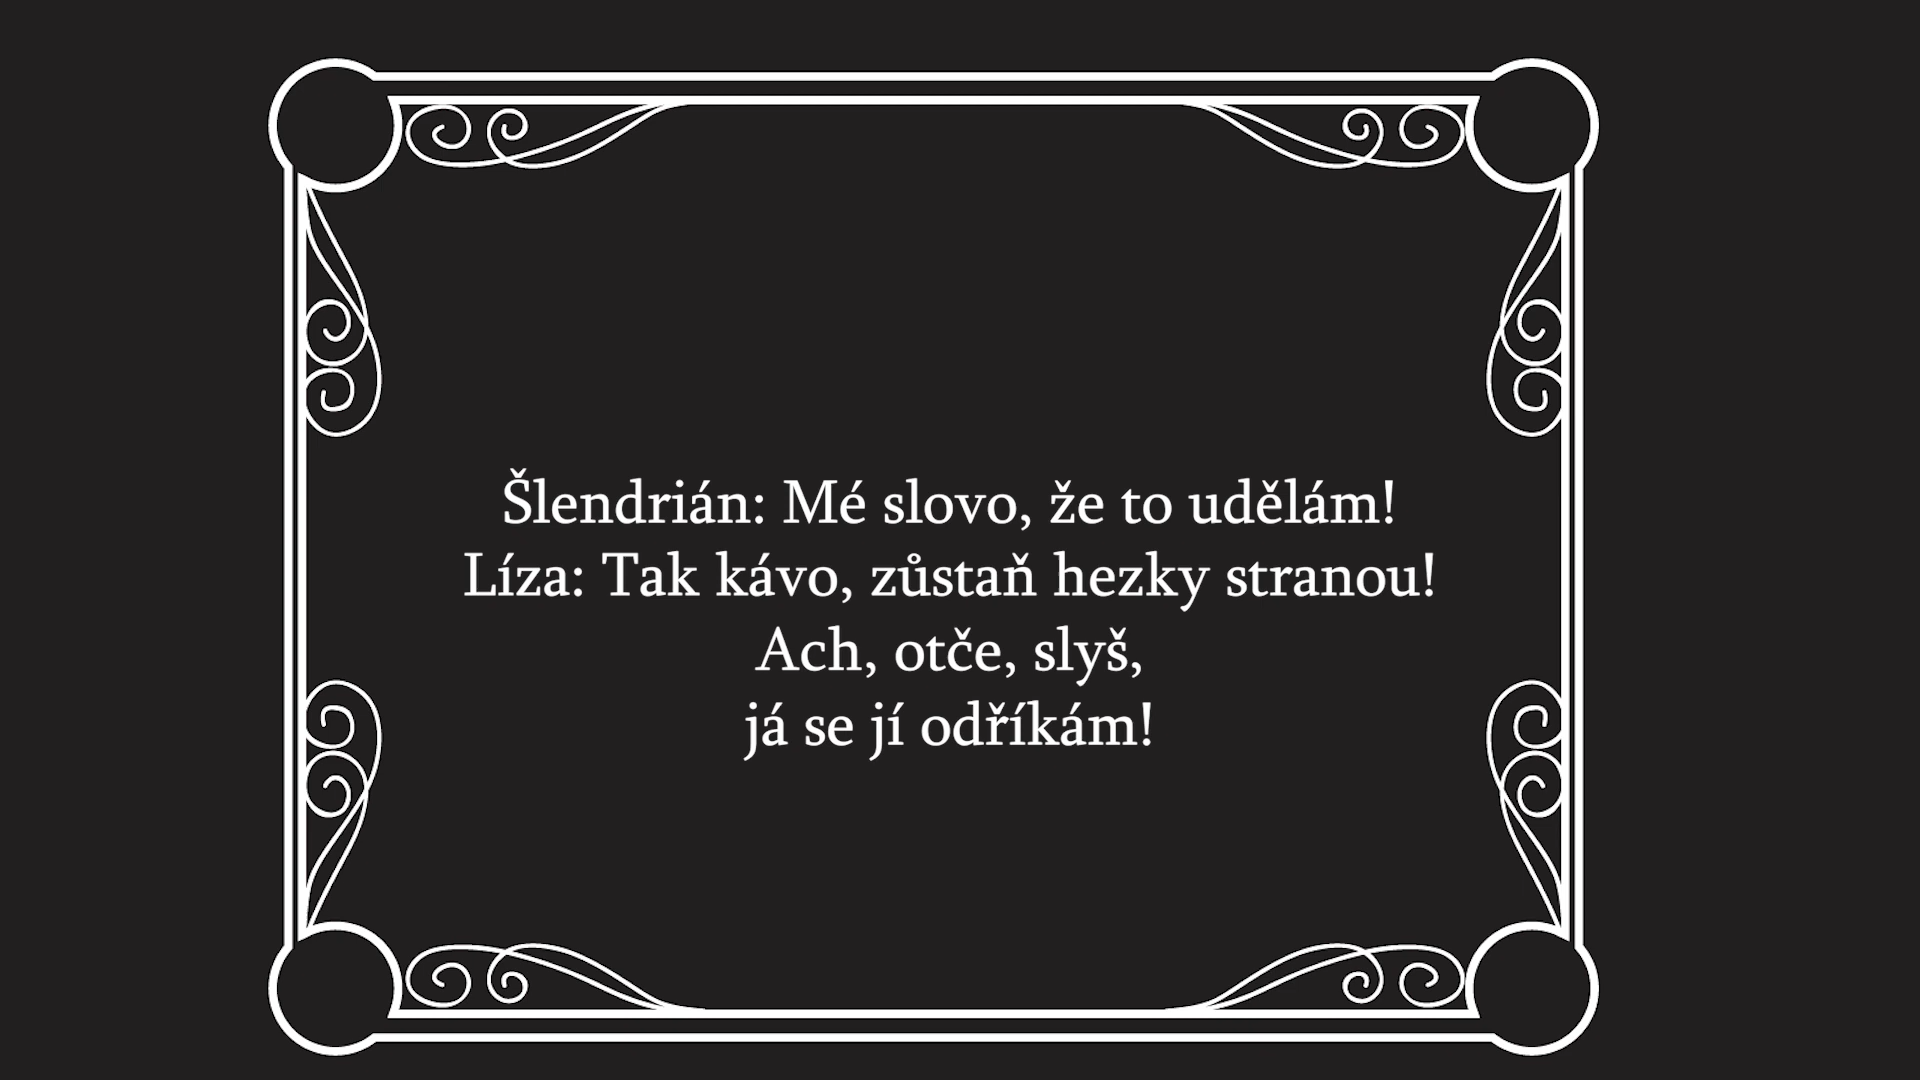 Šlendrián: Mé slovo, že to udělám!
Líza: Tak kávo, zůstaň hezky stranou!
Ach, otče, slyš,
já se jí odříkám!